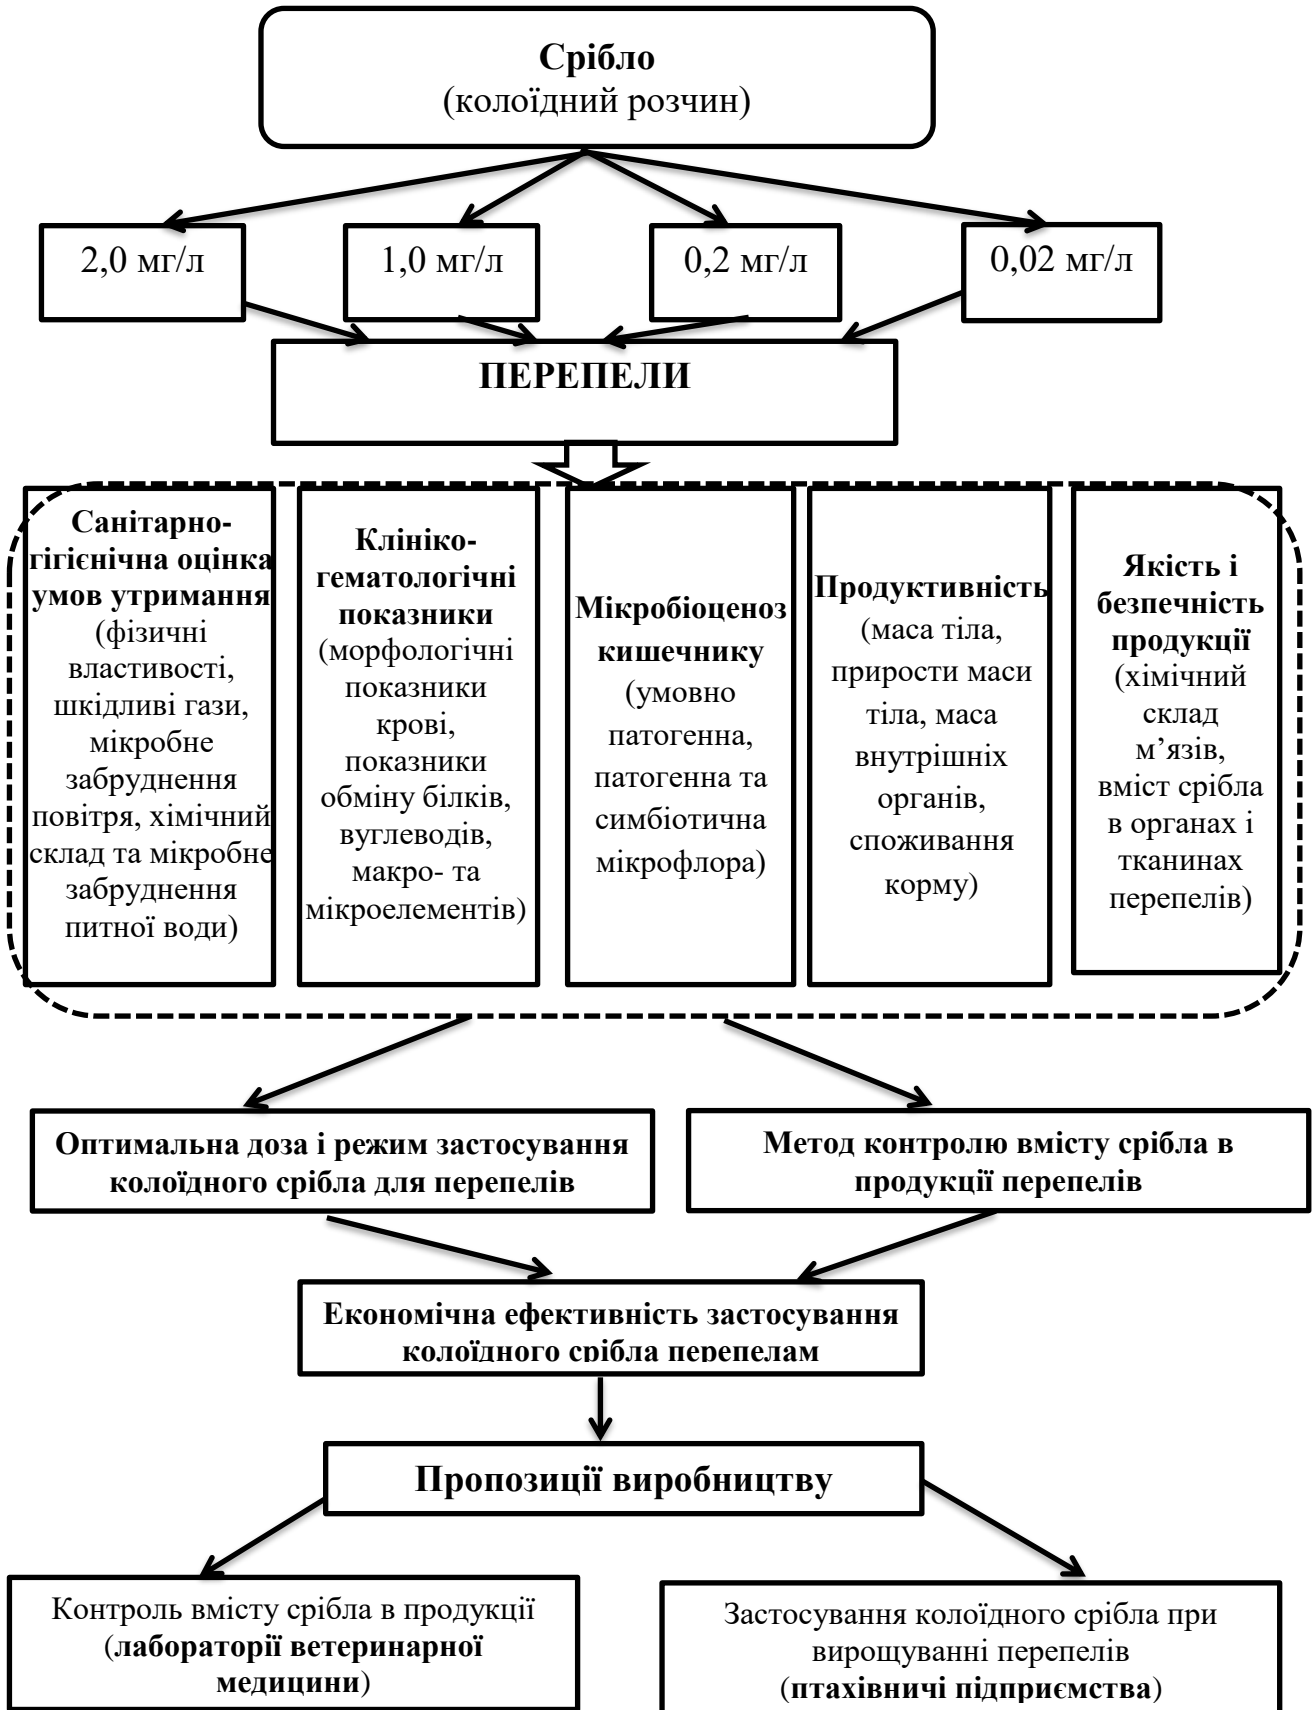 Срібло
(колоїдний розчин)
2,0 мг/л
1,0 мг/л
0,2 мг/л
0,02 мг/л
ПЕРЕПЕЛИ
Санітарно-
гігієнічна оцінка
умов утримання
(фізичні
властивості,
шкідливі гази,
мікробне
забруднення
повітря, хімічний
склад та мікробне
забруднення
питної води)
Клініко-
гематологічні
показники
(морфологічні
показники
крові,
показники
обміну білків,
вуглеводів,
макро- та
мікроелементів)
Мікробіоценоз
кишечнику
(умовно
патогенна,
патогенна та
симбіотична
мікрофлора)
Продуктивність
(маса тіла,
прирости маси
тіла, маса
внутрішніх
органів,
споживання
корму)
Якість і
безпечність
продукції
(хімічний
склад
м’язів,
вміст срібла
в органах і
тканинах
перепелів)
Оптимальна доза і режим застосування
колоїдного срібла для перепелів
Метод контролю вмісту срібла в
продукції перепелів
Економічна ефективність застосування
колоїдного срібла перепелам
Пропозиції виробництву
Контроль вмісту срібла в продукції
(лабораторії ветеринарної
медицини)
Застосування колоїдного срібла при
вирощуванні перепелів
(птахівничі підприємства)